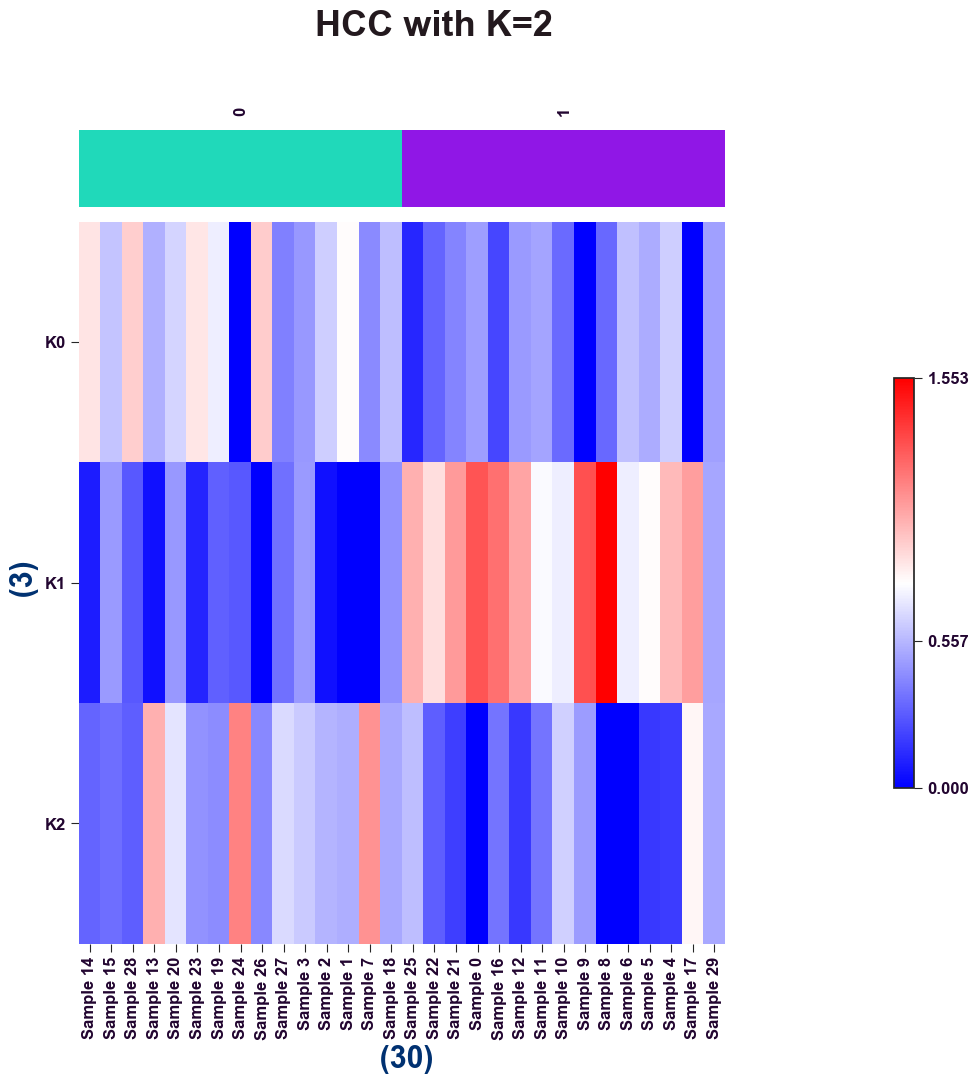 HCC with K=2
0
1
K0
K1
K2
(3)
1.553
0.557
0.000
Sample 14
Sample 15
Sample 28
Sample 13
Sample 20
Sample 23
Sample 19
Sample 24
Sample 26
Sample 27
Sample 3
Sample 2
Sample 1
Sample 7
Sample 18
Sample 25
Sample 22
Sample 21
Sample 0
Sample 16
Sample 12
Sample 11
Sample 10
Sample 9
Sample 8
Sample 6
Sample 5
Sample 4
Sample 17
Sample 29
(30)